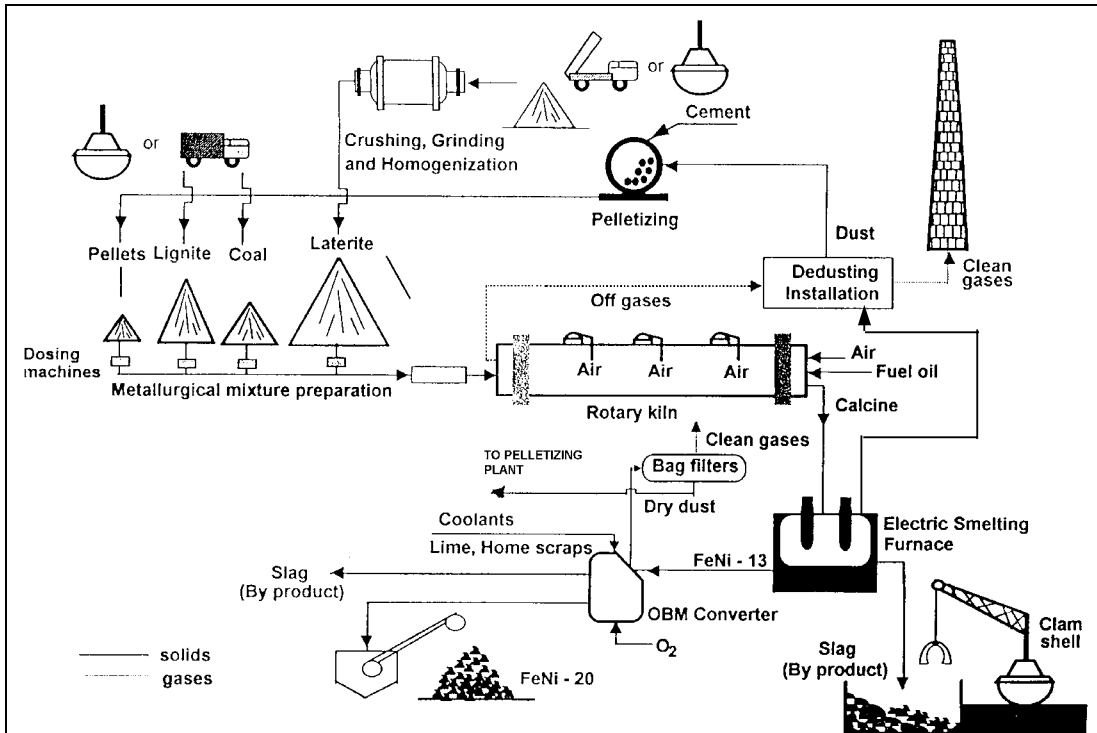 or
Cement
Crushing, Grinding
and Homogenization
or
Pelletizing
Pellets
Lignite
Coal
Laterite
Dust
Dedusting
Installation
Clean
gases
Off gases
Dosing
machines
Metallurgical mixture preparation
Air
Air
Air
Air
Fuel oil
Rotary kiln
Calcine
Clean gases
TO PELLETIZING
PLANT
Bag filters
Dry dust
Coolants
Lime, Home scraps
Electric Smelting
Furnace
FeNi - 13
Slag
(By product)
OBM Converter
O2
Clam
shell
Slag
(By product)
solids
gases
FeNi - 20